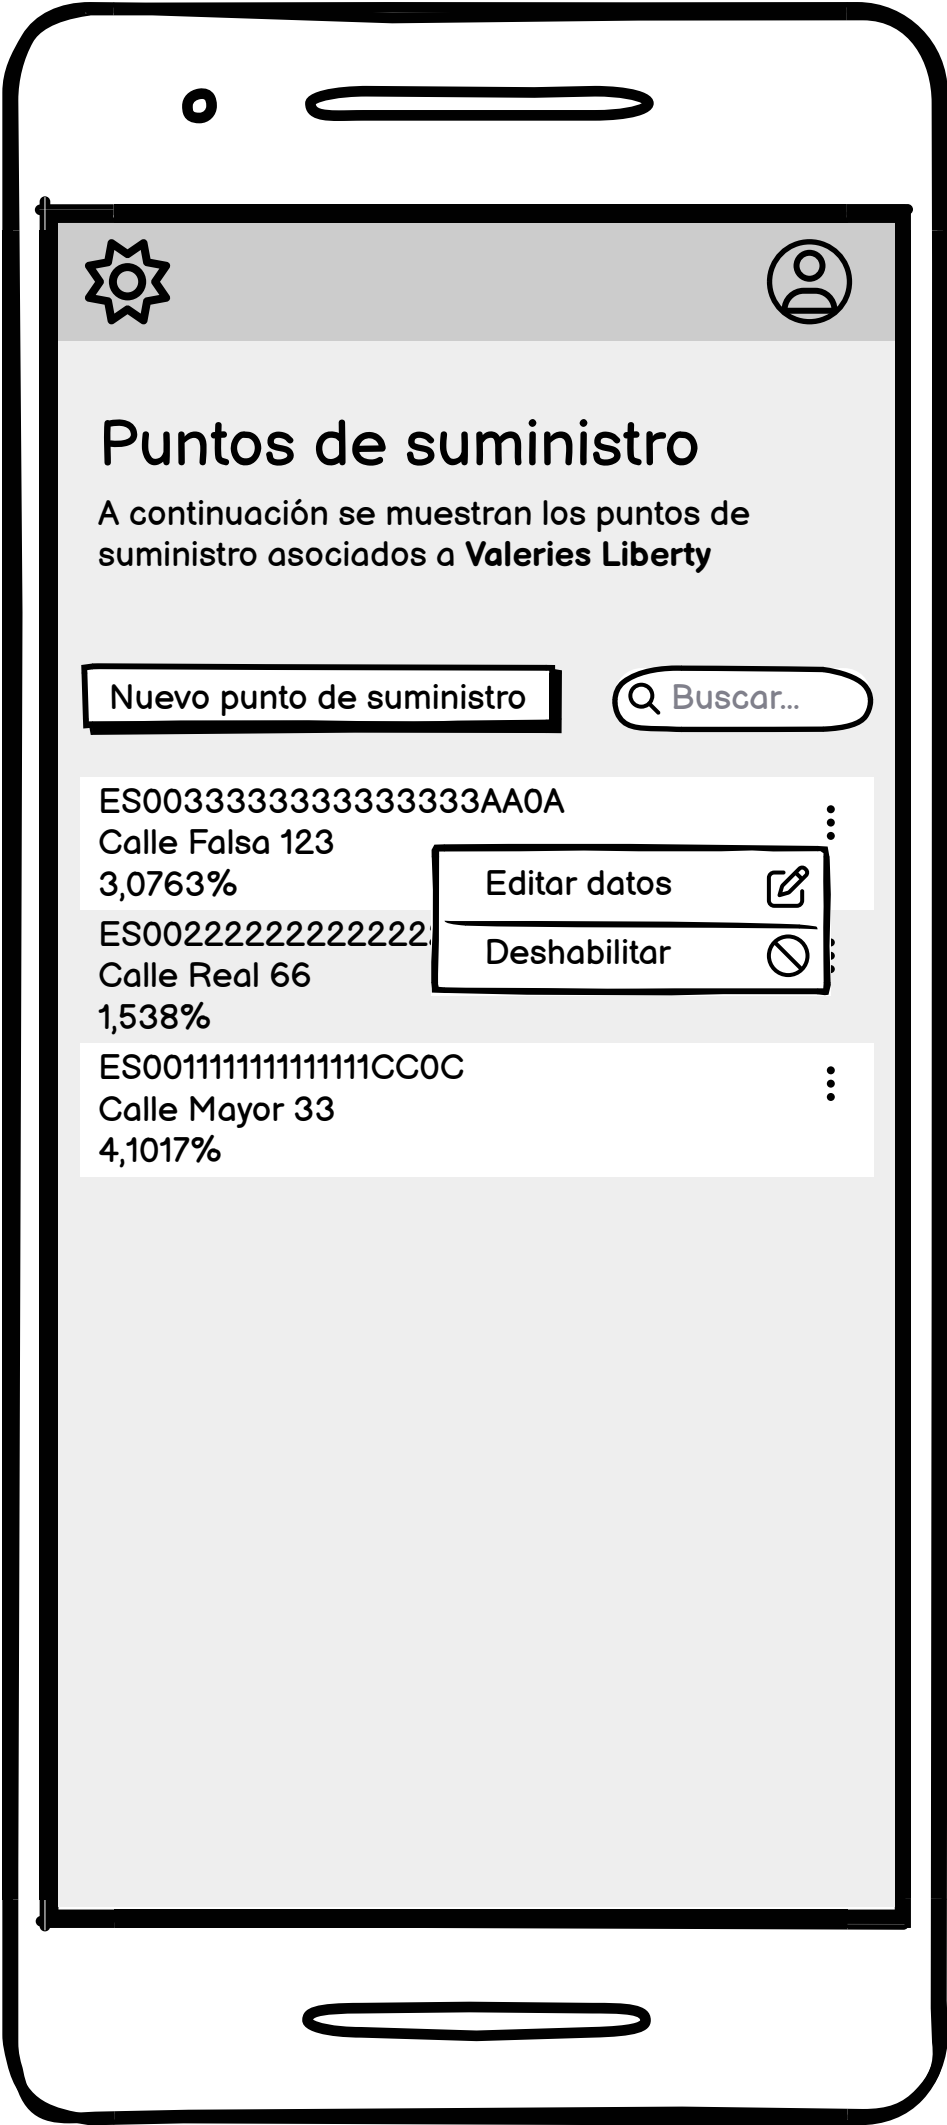 Puntos de suministro
A continuación se muestran los puntos de
suministro asociados a Valeries Liberty
Nuevo punto de suministro
Buscar...
ES0033333333333333AA0A
Calle Falsa 123
3,0763%
Editar datos
ES00222222222222
Deshabilitar
Calle Real 66
1,538%
ES0011111111111111CC0C
Calle Mayor 33
4,1017%